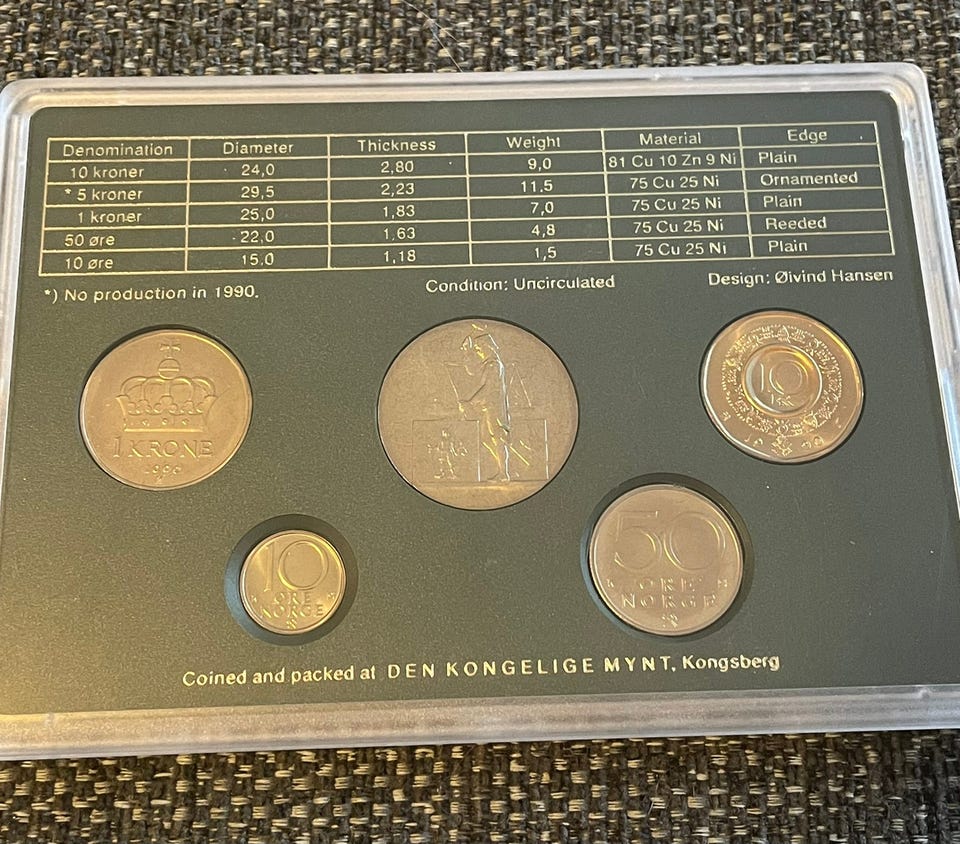 Denomination Diameter Thickness Weight Material Edge
10 kroner 24,0 2,80 9,0 81 Cu 10 Zn 9 Ni Plain
* 5 kroner 29,5 2,23 11,5 75 Cu 25 Ni Ornamented
1 kroner 25,0 1,83 7,0 75 Cu 25 Ni Plain
50 øre 22,0 1,63 4,8 75 Cu 25 Ni Reeded
10 øre 15.0 1,18 1,5 75 Cu 25 Ni Plain
*) No production in 1990. Condition: Uncirculated Design: Øivind Hansen
1 KRONE
1990
10
KR
10
ØRE
NORGE
50
ØRE
NORGE
Coined and packed at DEN KONGELIGE MYNT, Kongsberg